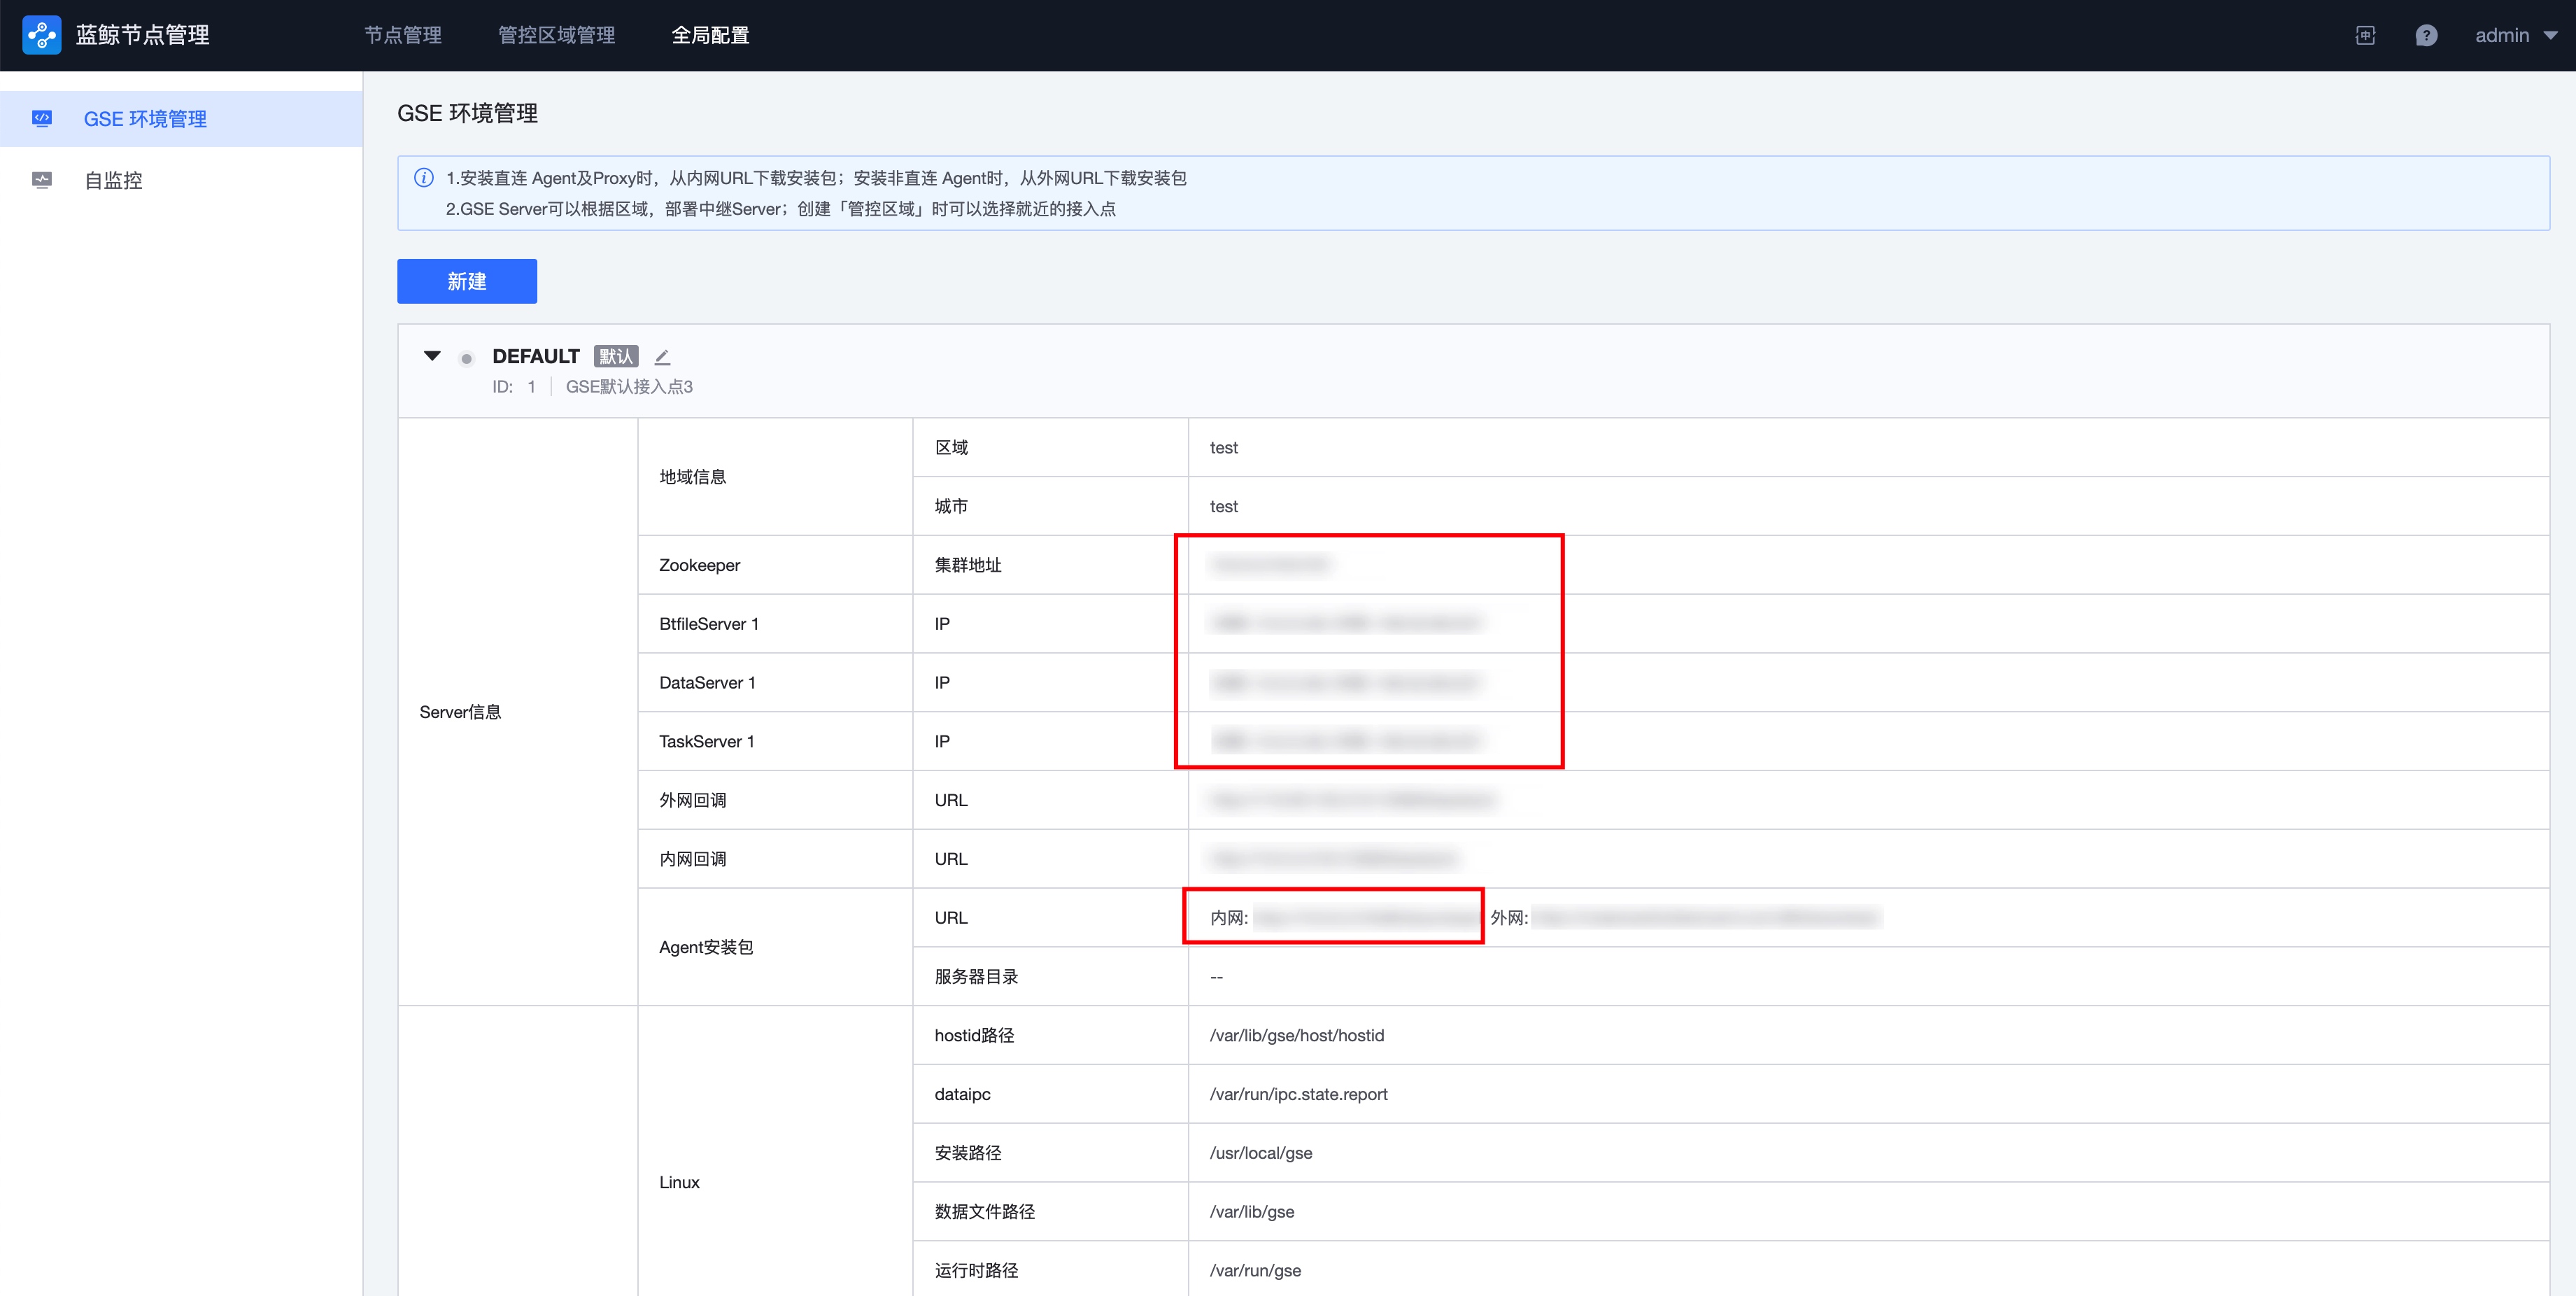 蓝鲸节点管理 节点管理 管控区域管理 全局配置 中 ? admin
GSE 环境管理
自监控
GSE 环境管理
1.安装直连 Agent及Proxy时，从内网URL下载安装包；安装非直连 Agent时，从外网URL下载安装包
2.GSE Server可以根据区域，部署中继Server；创建「管控区域」时可以选择就近的接入点
新建
DEFAULT 默认
ID: 1 GSE默认接入点3
Server信息
地域信息
区域 test
城市 test
Zookeeper 集群地址
BtfileServer 1 IP
DataServer 1 IP
TaskServer 1 IP
外网回调 URL
内网回调 URL
Agent安装包
URL 内网: 外网:
服务器目录 --
Linux
hostid路径 /var/lib/gse/host/hostid
dataipc /var/run/ipc.state.report
安装路径 /usr/local/gse
数据文件路径 /var/lib/gse
运行时路径 /var/run/gse